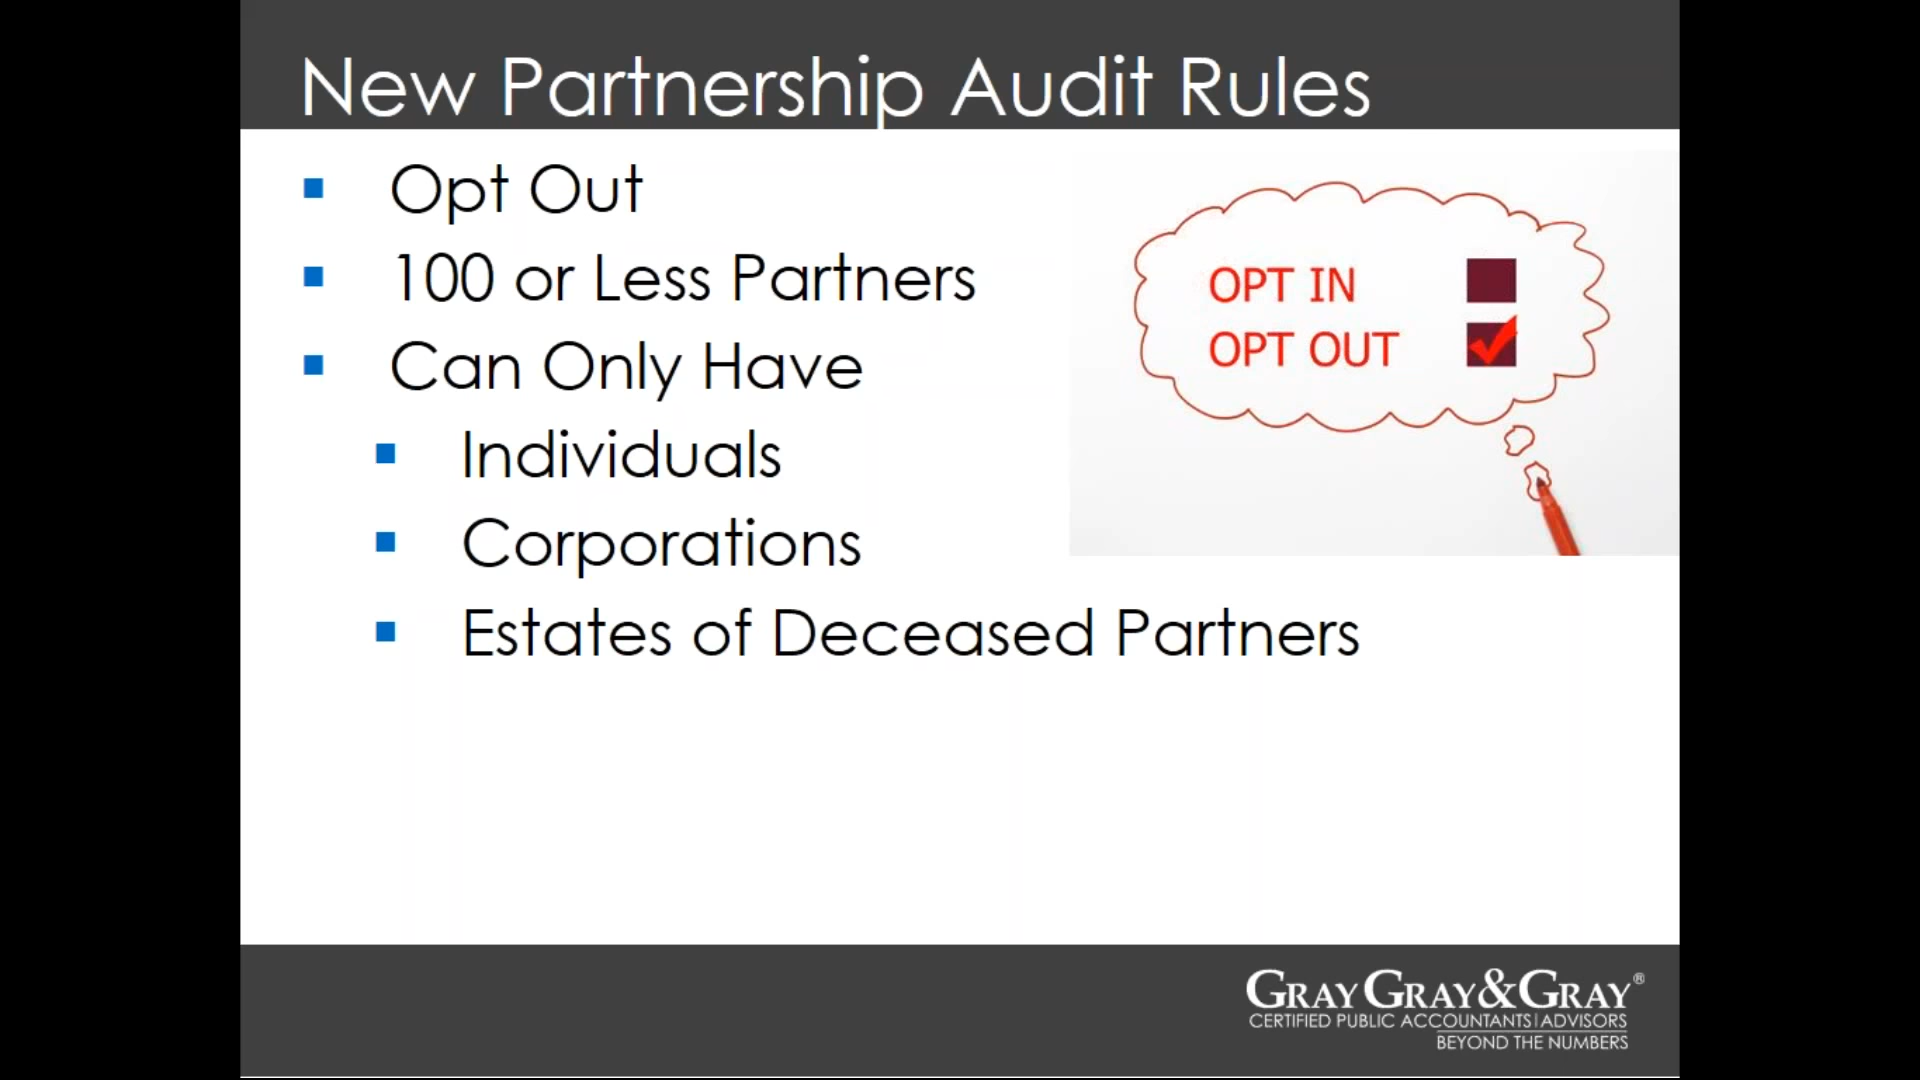 New Partnership Audit Rules
Opt Out
100 or Less Partners
Can Only Have
Individuals
Corporations
Estates of Deceased Partners
OPT IN
OPT OUT
GRAY GRAY & GRAY®
CERTIFIED PUBLIC ACCOUNTANTS | ADVISORS
BEYOND THE NUMBERS